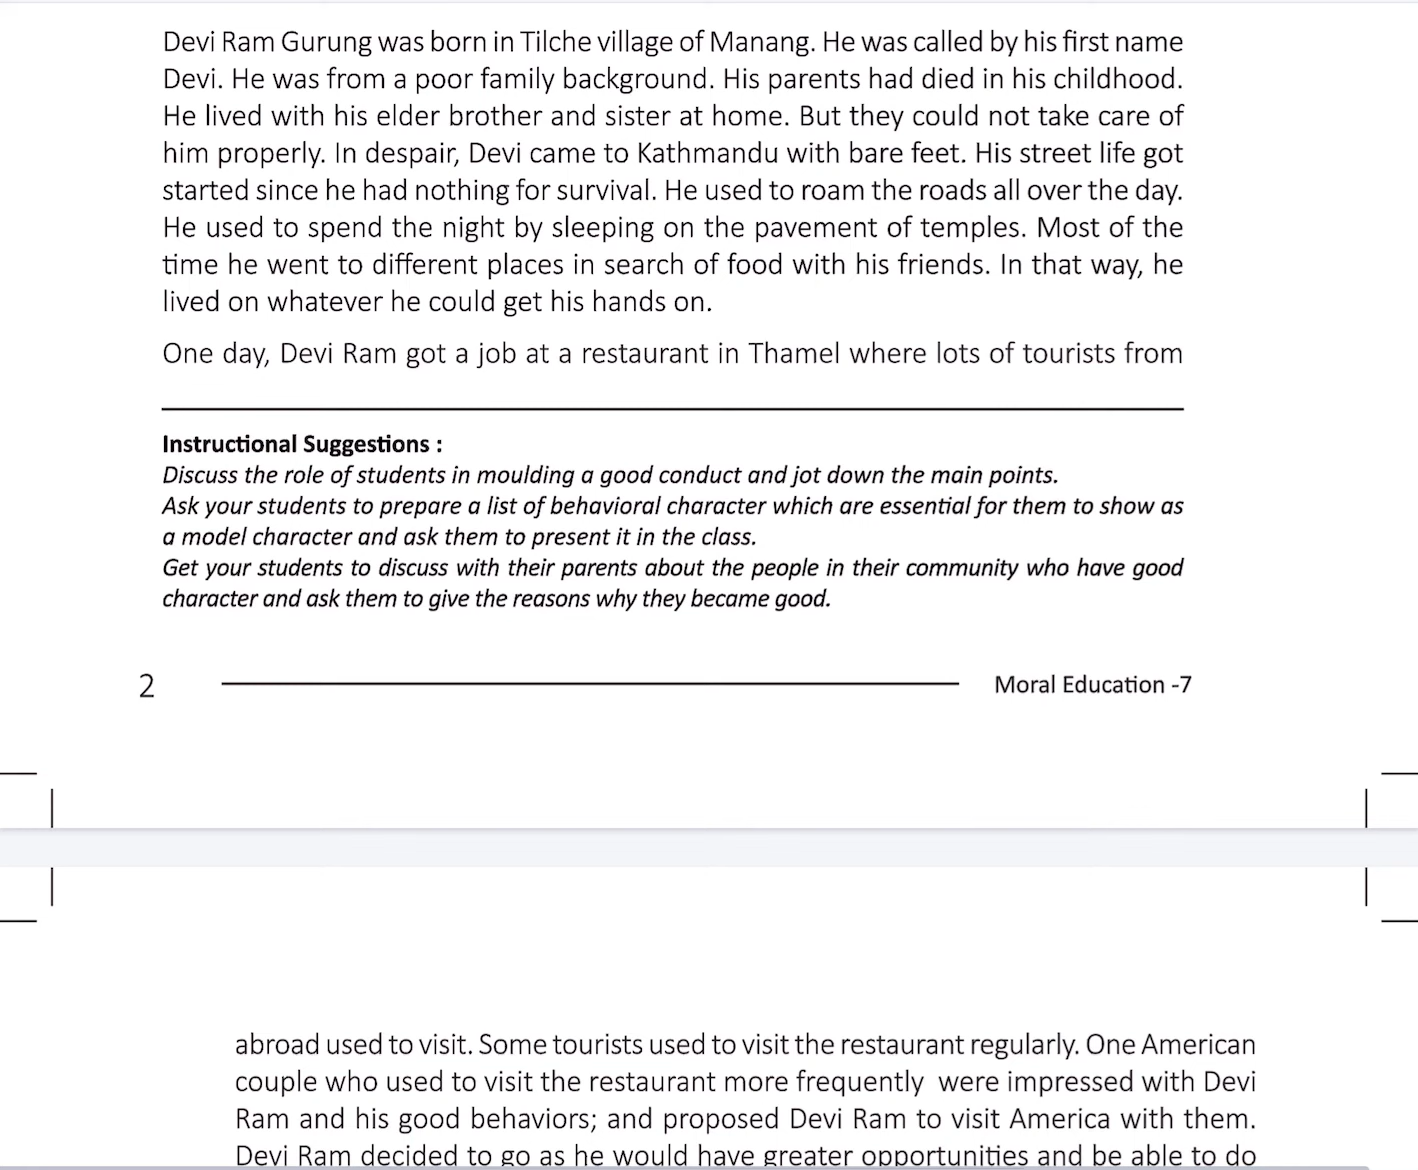 Devi Ram Gurung was born in Tilche village of Manang. He was called by his first name
Devi. He was from a poor family background. His parents had died in his childhood.
He lived with his elder brother and sister at home. But they could not take care of
him properly. In despair, Devi came to Kathmandu with bare feet. His street life got
started since he had nothing for survival. He used to roam the roads all over the day.
He used to spend the night by sleeping on the pavement of temples. Most of the
time he went to different places in search of food with his friends. In that way, he
lived on whatever he could get his hands on.
One day, Devi Ram got a job at a restaurant in Thamel where lots of tourists from
Instructional Suggestions :
Discuss the role of students in moulding a good conduct and jot down the main points.
Ask your students to prepare a list of behavioral character which are essential for them to show as
a model character and ask them to present it in the class.
Get your students to discuss with their parents about the people in their community who have good
character and ask them to give the reasons why they became good.
2 Moral Education -7
abroad used to visit. Some tourists used to visit the restaurant regularly. One American
couple who used to visit the restaurant more frequently were impressed with Devi
Ram and his good behaviors; and proposed Devi Ram to visit America with them.
Devi Ram decided to go as he would have greater opportunities and be able to do